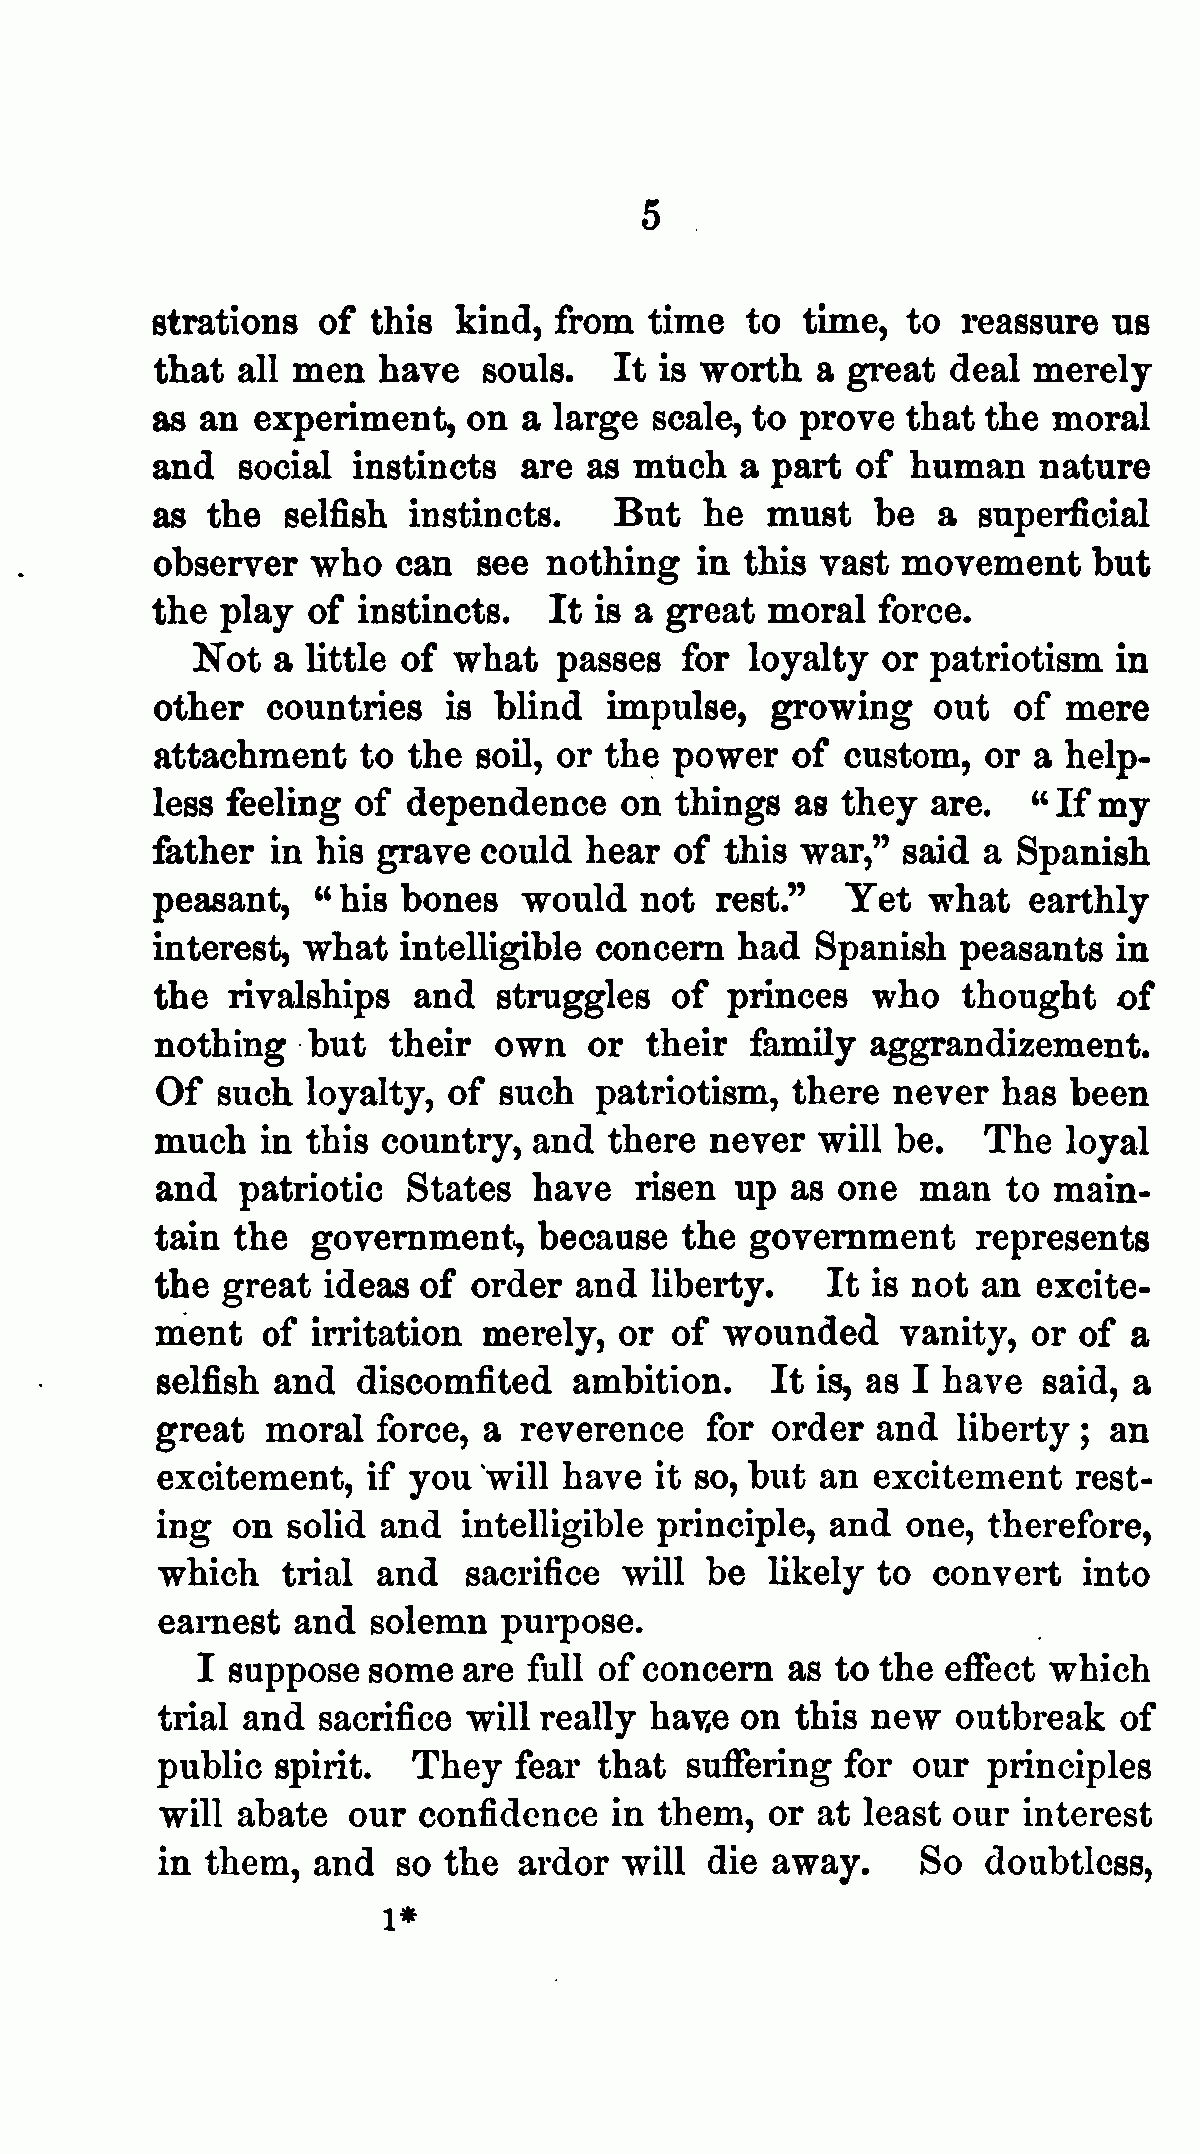 5
strations of this kind, from time to time, to reassure us
that all men have souls. It is worth a great deal merely
as an experiment, on a large scale, to prove that the moral
and social instincts are as much a part of human nature
as the selfish instincts. But he must be a superficial
observer who can see nothing in this vast movement but
the play of instincts. It is a great moral force.
Not a little of what passes for loyalty or patriotism in
other countries is blind impulse, growing out of mere
attachment to the soil, or the power of custom, or a help-
less feeling of dependence on things as they are. “If my
father in his grave could hear of this war,” said a Spanish
peasant, “his bones would not rest.” Yet what earthly
interest, what intelligible concern had Spanish peasants in
the rivalships and struggles of princes who thought of
nothing but their own or their family aggrandizement.
Of such loyalty, of such patriotism, there never has been
much in this country, and there never will be. The loyal
and patriotic States have risen up as one man to main-
tain the government, because the government represents
the great ideas of order and liberty. It is not an excite-
ment of irritation merely, or of wounded vanity, or of a
selfish and discomfited ambition. It is, as I have said, a
great moral force, a reverence for order and liberty; an
excitement, if you will have it so, but an excitement rest-
ing on solid and intelligible principle, and one, therefore,
which trial and sacrifice will be likely to convert into
earnest and solemn purpose.
I suppose some are full of concern as to the effect which
trial and sacrifice will really have on this new outbreak of
public spirit. They fear that suffering for our principles
will abate our confidence in them, or at least our interest
in them, and so the ardor will die away. So doubtless,
1*